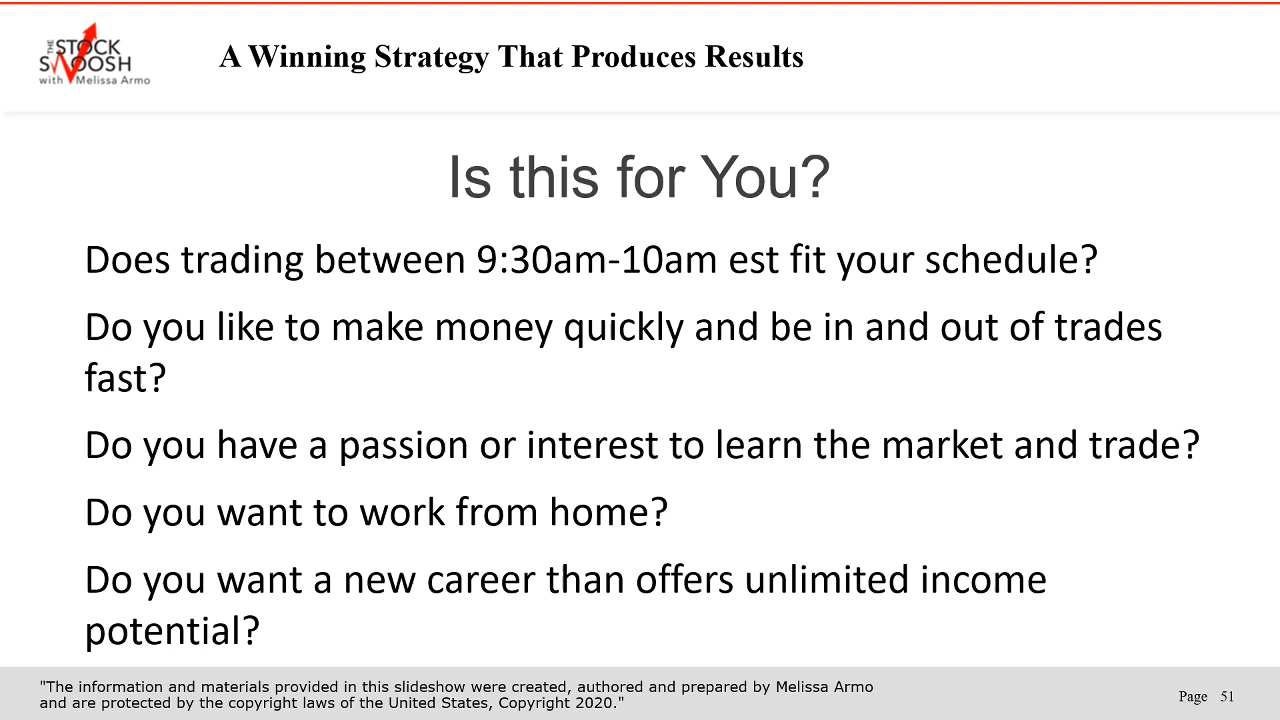 THE
STOCK
SWOOSH
with Melissa Armo
A Winning Strategy That Produces Results
Is this for You?
Does trading between 9:30am-10am est fit your schedule?
Do you like to make money quickly and be in and out of trades
fast?
Do you have a passion or interest to learn the market and trade?
Do you want to work from home?
Do you want a new career than offers unlimited income
potential?
"The information and materials provided in this slideshow were created, authored and prepared by Melissa Armo
and are protected by the copyright laws of the United States, Copyright 2020."
Page 51